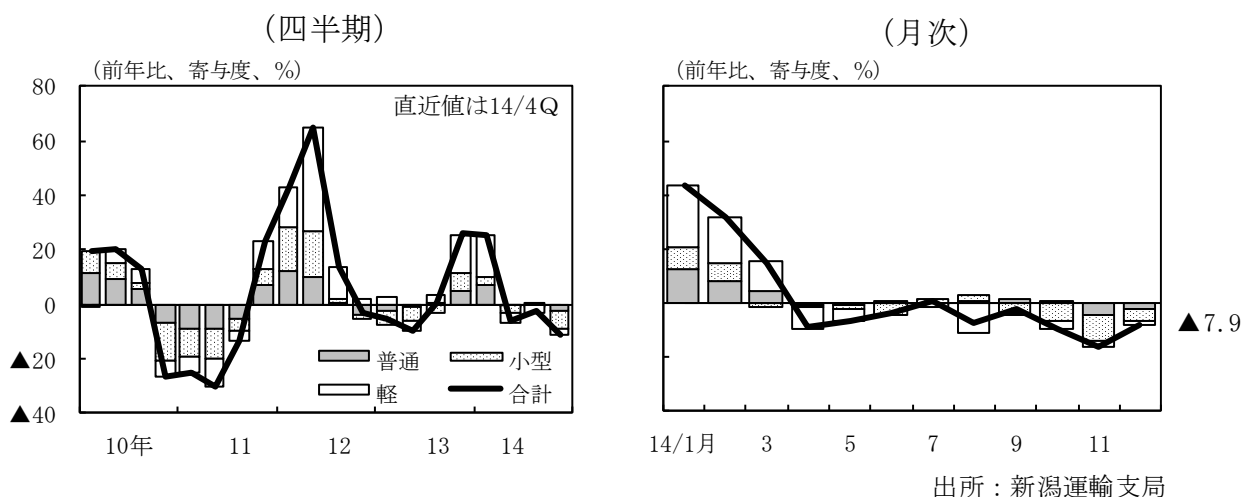 (四半期)
(前年比、寄与度、%)
80
60
40
20
0
▲20
▲40
直近値は14/4Q
普通
小型
軽
合計
10年 11 12 13 14
(月次)
(前年比、寄与度、%)
▲7.9
14/1月 3 5 7 9 11
出所：新潟運輸支局